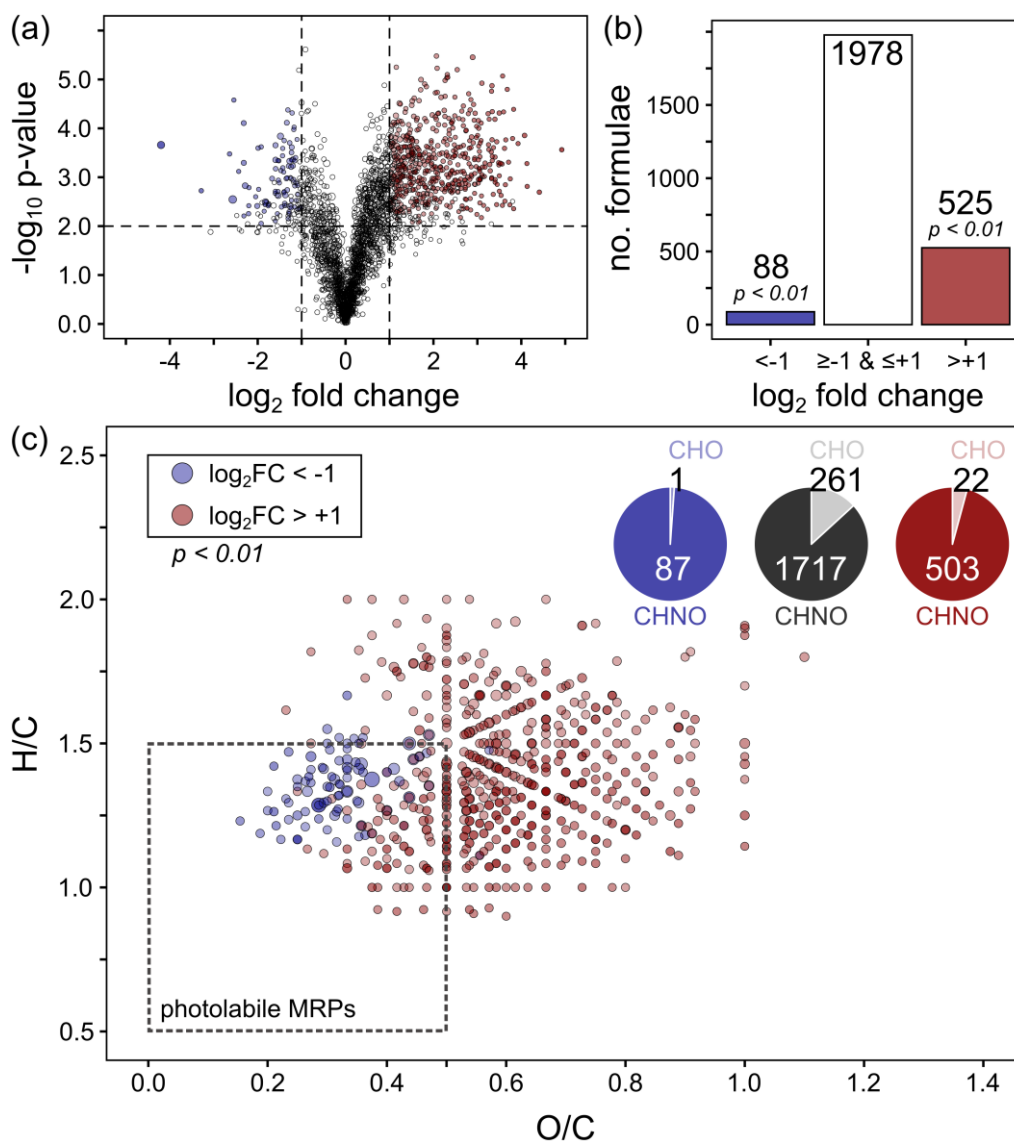 (a)
-log10 p-value
5.0
4.0
3.0
2.0
1.0
0.0
-4 -2 0 2 4
log2 fold change
(b)
no. formulae
1500
1000
500
0
88
p < 0.01
1978
525
p < 0.01
<-1 ≥-1 & ≤+1 >+1
log2 fold change
(c)
H/C
2.5
2.0
1.5
1.0
0.5
log2FC < -1
log2FC > +1
p < 0.01
CHO CHO CHO
1 261 22
87 1717 503
CHNO CHNO CHNO
photolabile MRPs
0.0 0.2 0.4 0.6 0.8 1.0 1.2 1.4
O/C